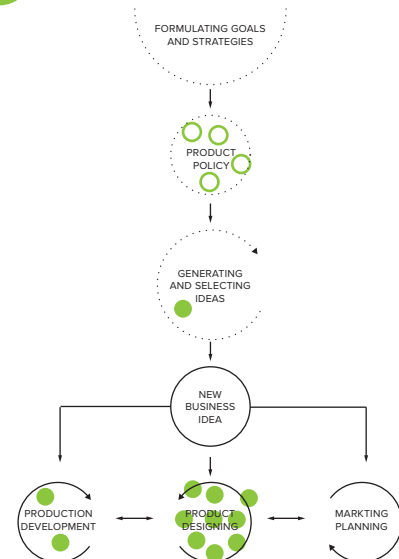 FORMULATING GOALS
AND STRATEGIES
PRODUCT
POLICY
GENERATING
AND SELECTING
IDEAS
NEW
BUSINESS
IDEA
PRODUCTION
DEVELOPMENT
PRODUCT
DESIGNING
MARKTING
PLANNING